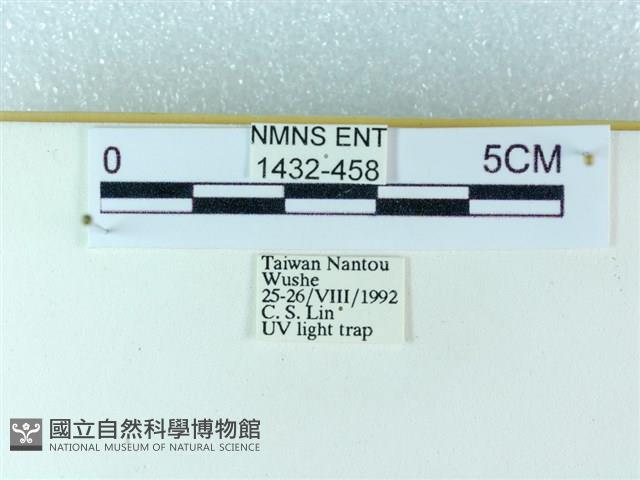 NMNS ENT
1432-458
0 5CM
Taiwan Nantou
Wushe
25-26/VIII/1992
C. S. Lin
UV light trap
國立自然科學博物館
NATIONAL MUSEUM OF NATURAL SCIENCE